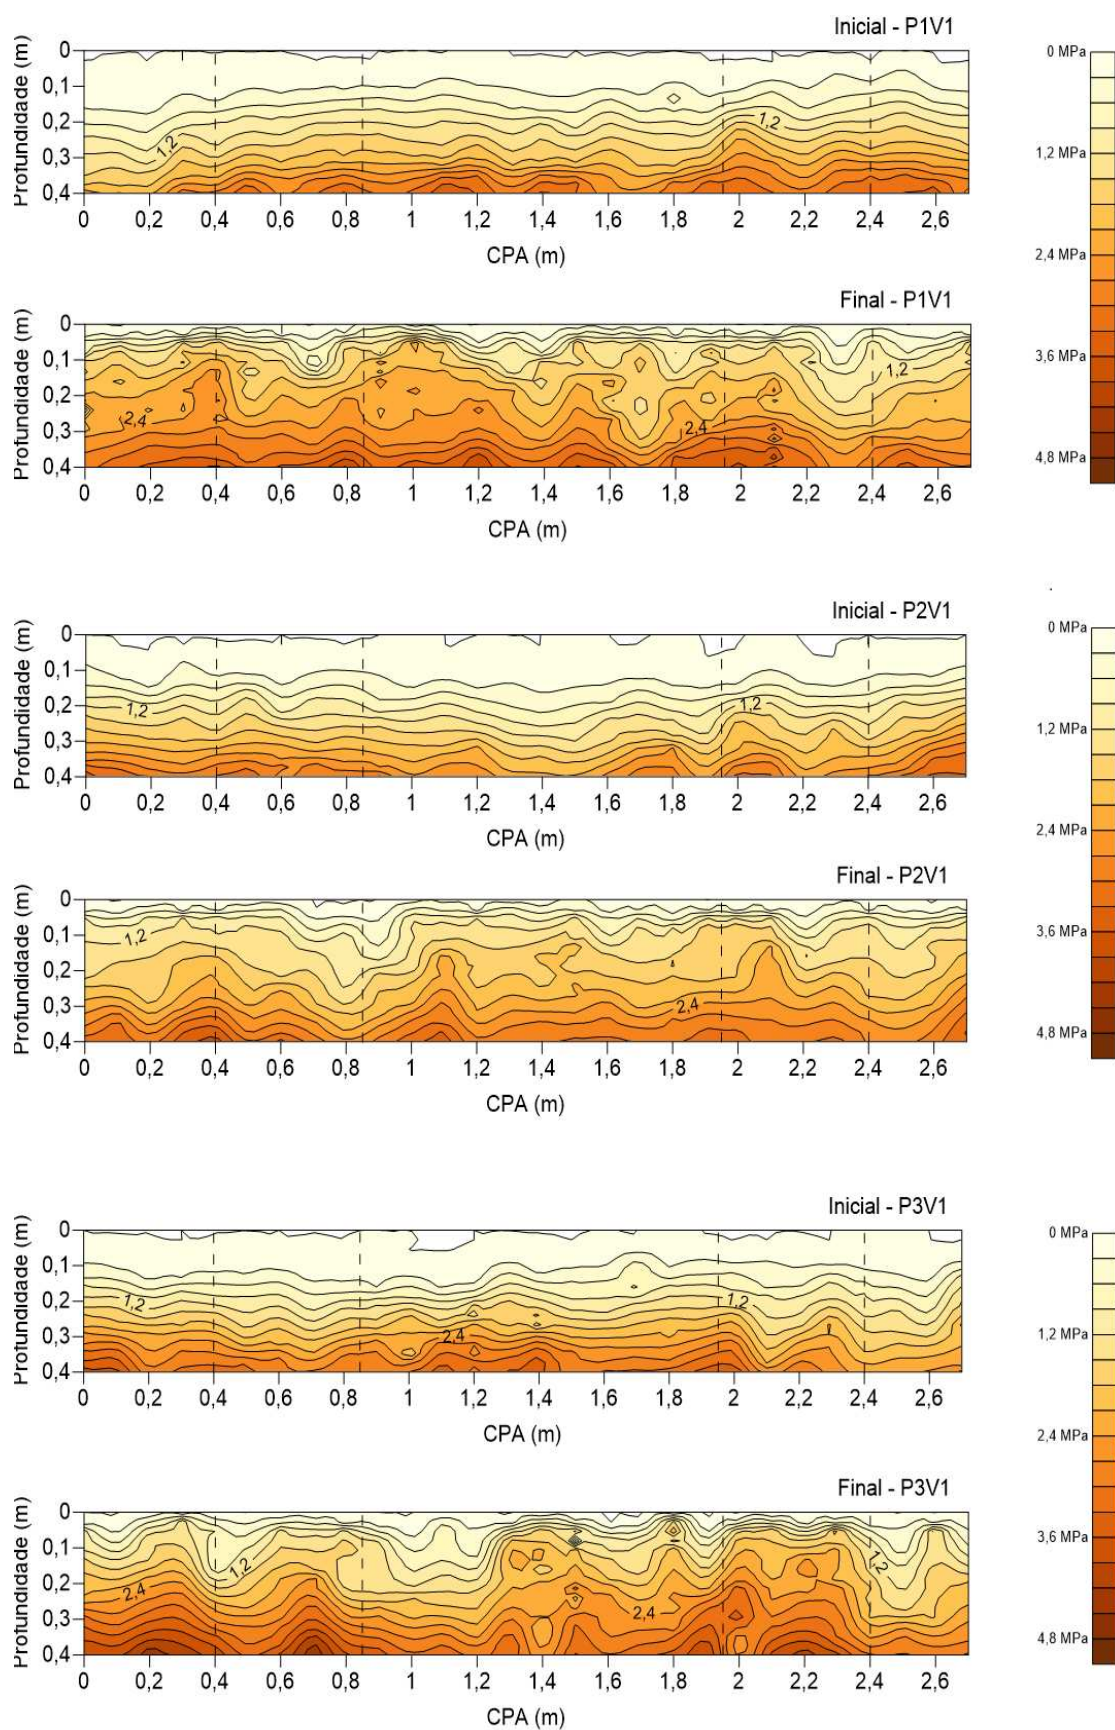 Inicial - P1V1
Profundidade (m)
0
0,1
0,2
0,3
0,4
1,2
1,2
0 0,2 0,4 0,6 0,8 1 1,2 1,4 1,6 1,8 2 2,2 2,4 2,6
CPA (m)
Final - P1V1
Profundidade (m)
0
0,1
0,2
0,3
0,4
2,4
2,4
1,2
0 0,2 0,4 0,6 0,8 1 1,2 1,4 1,6 1,8 2 2,2 2,4 2,6
CPA (m)
0 MPa
1,2 MPa
2,4 MPa
3,6 MPa
4,8 MPa
Inicial - P2V1
Profundidade (m)
0
0,1
0,2
0,3
0,4
1,2
1,2
0 0,2 0,4 0,6 0,8 1 1,2 1,4 1,6 1,8 2 2,2 2,4 2,6
CPA (m)
Final - P2V1
Profundidade (m)
0
0,1
0,2
0,3
0,4
1,2
2,4
0 0,2 0,4 0,6 0,8 1 1,2 1,4 1,6 1,8 2 2,2 2,4 2,6
CPA (m)
0 MPa
1,2 MPa
2,4 MPa
3,6 MPa
4,8 MPa
Inicial - P3V1
Profundidade (m)
0
0,1
0,2
0,3
0,4
1,2
2,4
1,2
0 0,2 0,4 0,6 0,8 1 1,2 1,4 1,6 1,8 2 2,2 2,4 2,6
CPA (m)
Final - P3V1
Profundidade (m)
0
0,1
0,2
0,3
0,4
2,4
1,2
2,4
1,2
0 0,2 0,4 0,6 0,8 1 1,2 1,4 1,6 1,8 2 2,2 2,4 2,6
CPA (m)
0 MPa
1,2 MPa
2,4 MPa
3,6 MPa
4,8 MPa